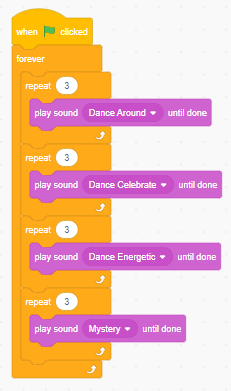 when clicked
forever
repeat 3
play sound Dance Around until done
repeat 3
play sound Dance Celebrate until done
repeat 3
play sound Dance Energetic until done
repeat 3
play sound Mystery until done